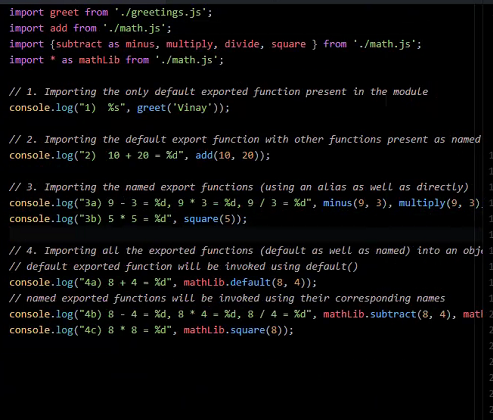 import greet from './greetings.js';
import add from './math.js';
import {subtract as minus, multiply, divide, square } from './math.js';
import * as mathLib from './math.js';
// 1. Importing the only default exported function present in the module
console.log("1)  %s", greet('Vinay'));
// 2. Importing the default export function with other functions present as named
console.log("2)  10 + 20 = %d", add(10, 20));
// 3. Importing the named export functions (using an alias as well as directly)
console.log("3a) 9 - 3 = %d, 9 * 3 = %d, 9 / 3 = %d", minus(9, 3), multiply(9, 3),
console.log("3b) 5 * 5 = %d", square(5));
// 4. Importing all the exported functions (default as well as named) into an obje
// default exported function will be invoked using default()
console.log("4a) 8 + 4 = %d", mathLib.default(8, 4));
// named exported functions will be invoked using their corresponding names
console.log("4b) 8 - 4 = %d, 8 * 4 = %d, 8 / 4 = %d", mathLib.subtract(8, 4), mat
console.log("4c) 8 * 8 = %d", mathLib.square(8));